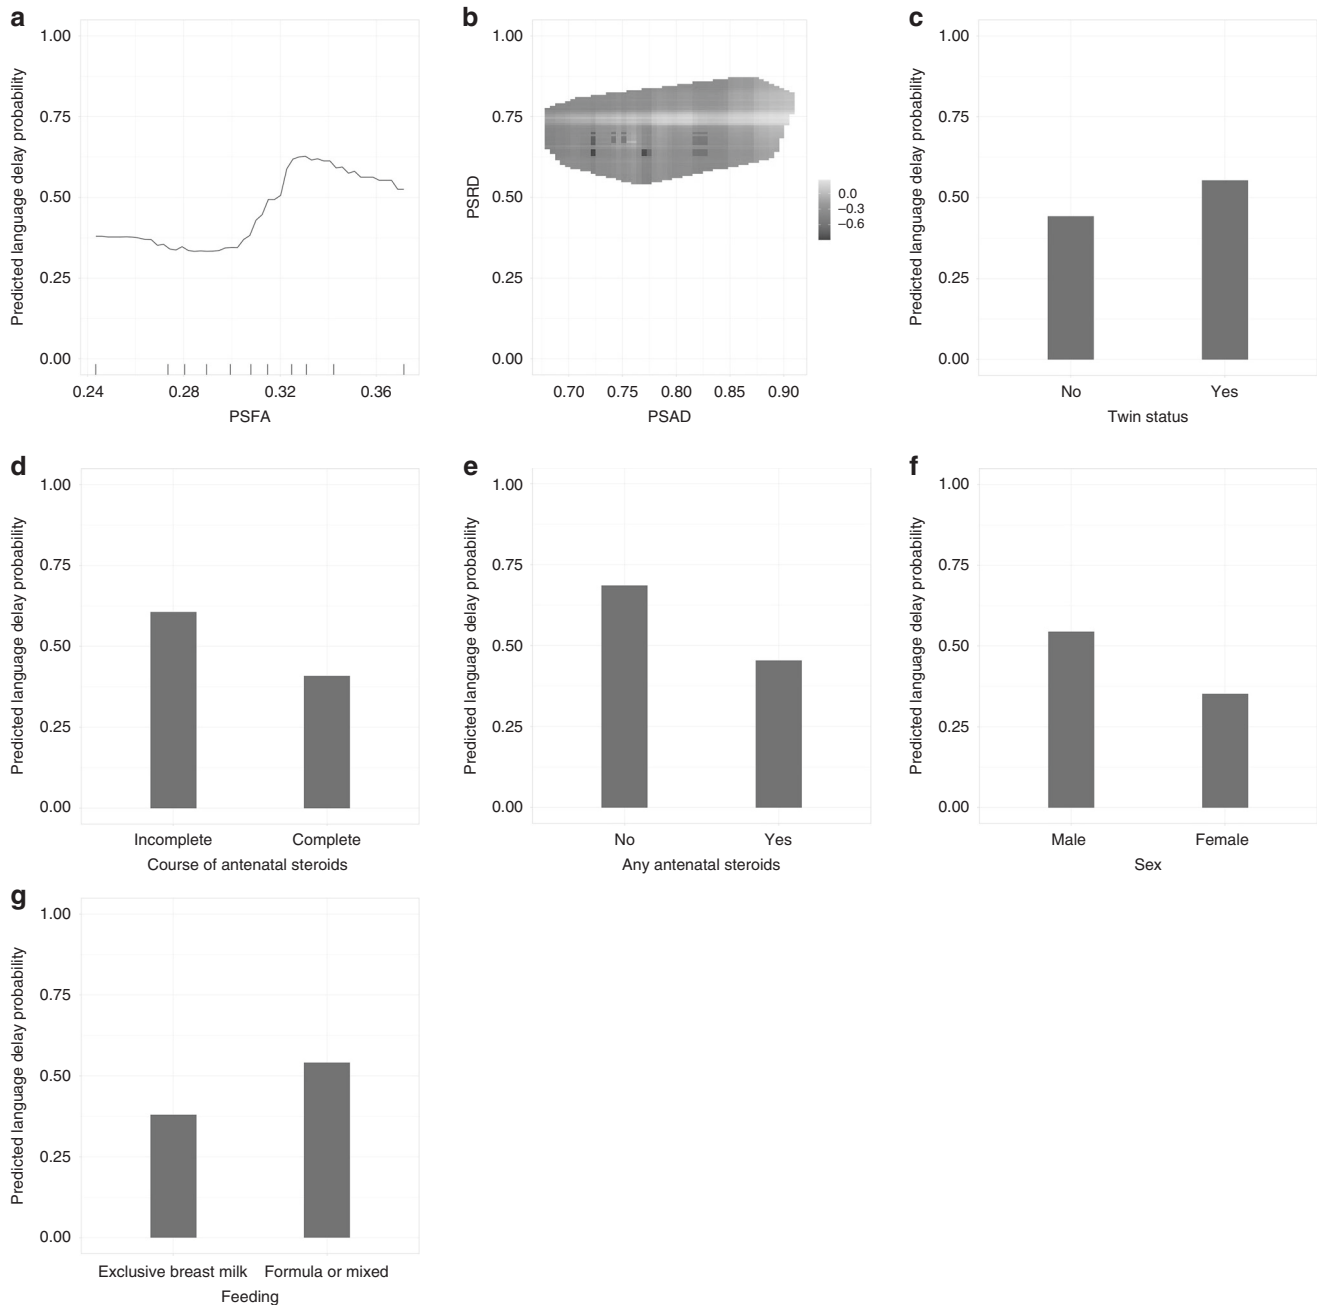 a
1.00
0.75
0.50
0.25
0.00
Predicted language delay probability
0.24 0.28 0.32 0.36
PSFA
b
1.00
0.75
0.50
0.25
0.00
PSRD
0.70 0.75 0.80 0.85 0.90
PSAD
0.0
−0.3
−0.6
c
1.00
0.75
0.50
0.25
0.00
Predicted language delay probability
No Yes
Twin status
d
1.00
0.75
0.50
0.25
0.00
Predicted language delay probability
Incomplete Complete
Course of antenatal steroids
e
1.00
0.75
0.50
0.25
0.00
Predicted language delay probability
No Yes
Any antenatal steroids
f
1.00
0.75
0.50
0.25
0.00
Predicted language delay probability
Male Female
Sex
g
1.00
0.75
0.50
0.25
0.00
Predicted language delay probability
Exclusive breast milk Formula or mixed
Feeding